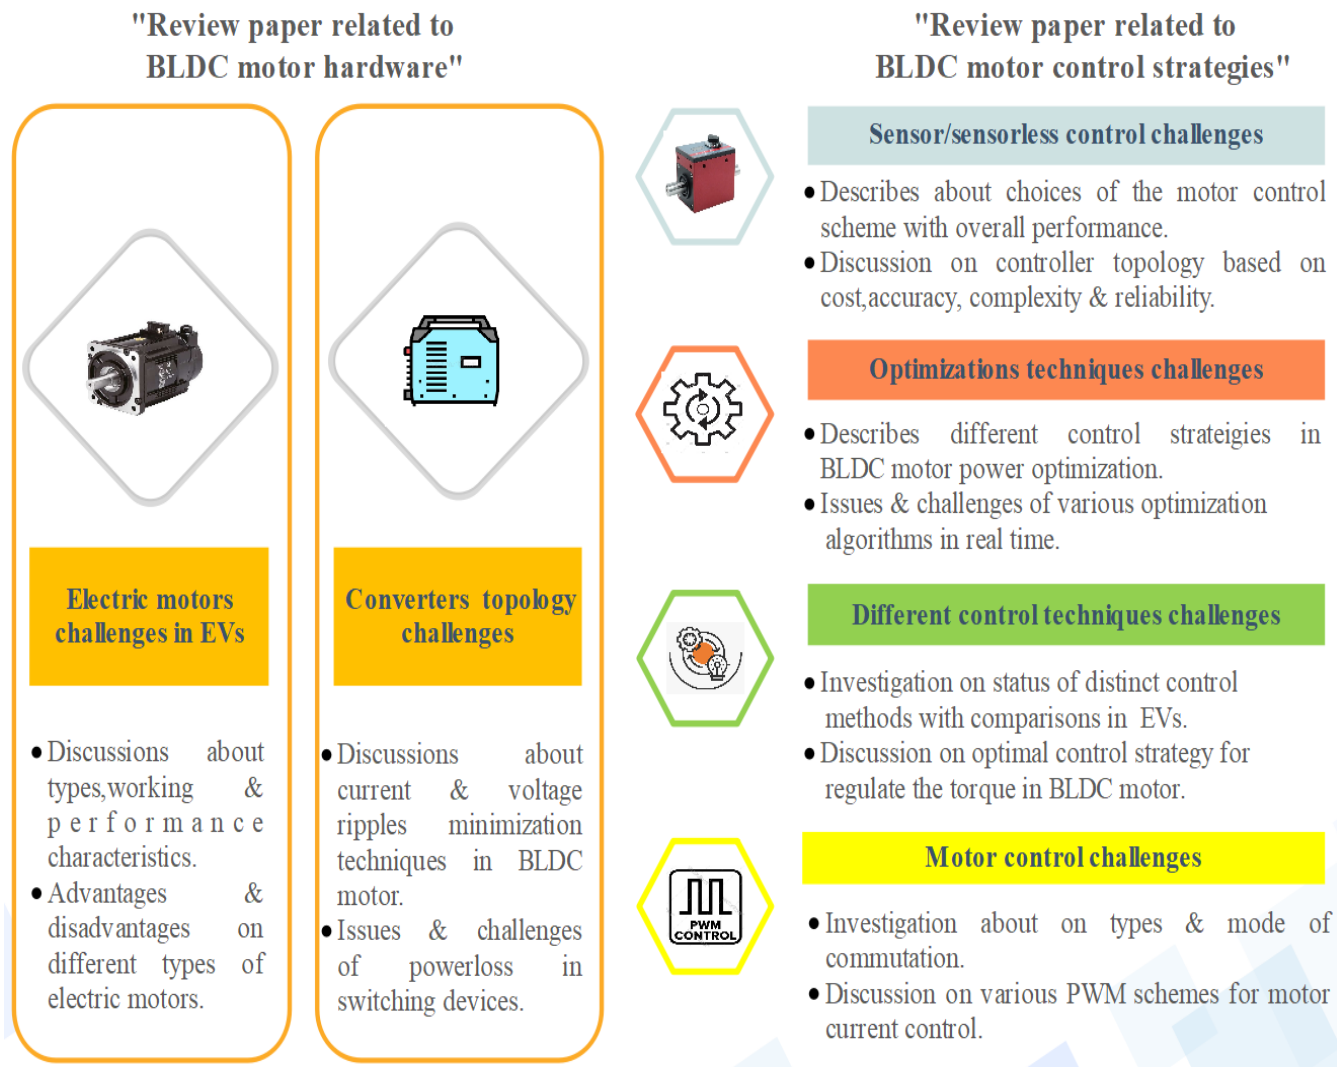 "Review paper related to
BLDC motor hardware"
Electric motors
challenges in EVs
● Discussions about
types,working &
performance
characteristics.
● Advantages &
disadvantages on
different types of
electric motors.
Converters topology
challenges
● Discussions about
current & voltage
ripples minimization
techniques in BLDC
motor.
● Issues & challenges
of powerloss in
switching devices.
"Review paper related to
BLDC motor control strategies"
Sensor/sensorless control challenges
● Describes about choices of the motor control
scheme with overall performance.
● Discussion on controller topology based on
cost,accuracy, complexity & reliability.
Optimizations techniques challenges
● Describes different control strateigies in
BLDC motor power optimization.
● Issues & challenges of various optimization
algorithms in real time.
Different control techniques challenges
● Investigation on status of distinct control
methods with comparisons in EVs.
● Discussion on optimal control strategy for
regulate the torque in BLDC motor.
PWM
CONTROL
Motor control challenges
● Investigation about on types & mode of
commutation.
● Discussion on various PWM schemes for motor
current control.